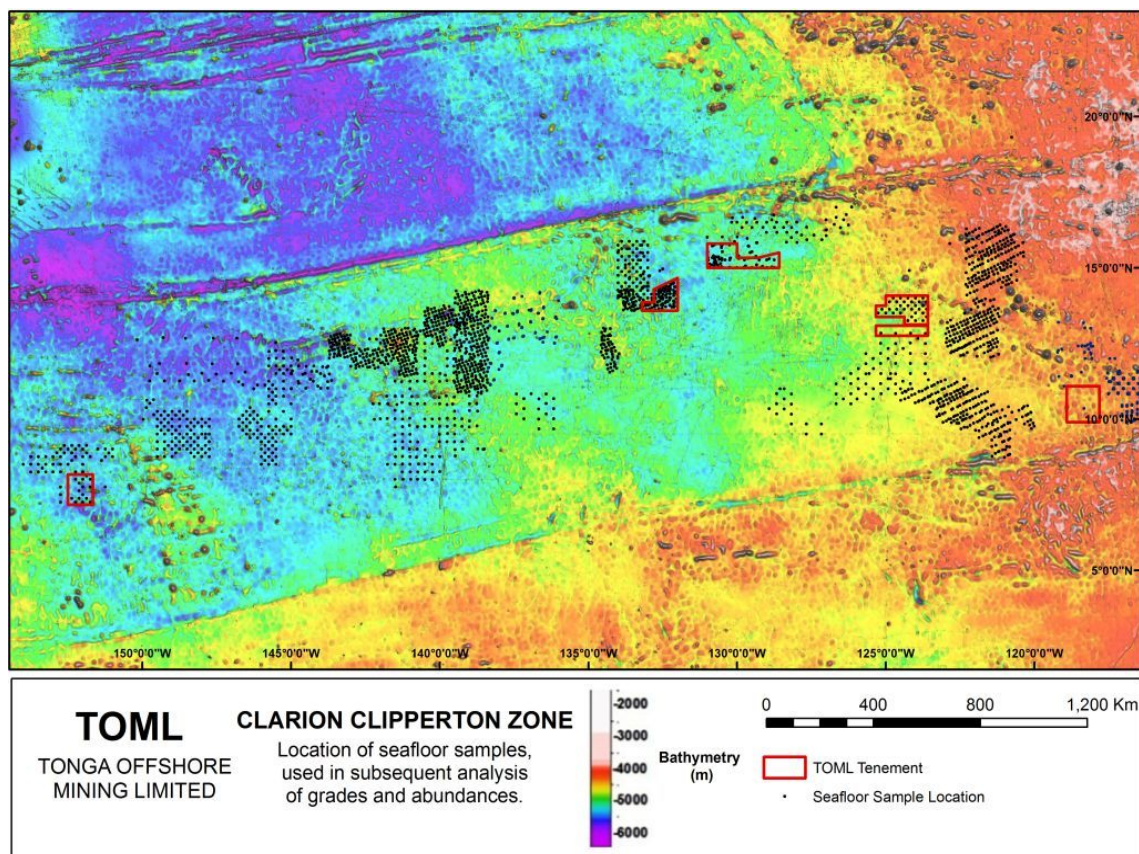 20°0'0"N
15°0'0"N
10°0'0"N
5°0'0"N
150°0'0"W 145°0'0"W 140°0'0"W 135°0'0"W 130°0'0"W 125°0'0"W 120°0'0"W
TOML
TONGA OFFSHORE
MINING LIMITED
CLARION CLIPPERTON ZONE
Location of seafloor samples,
used in subsequent analysis
of grades and abundances.
-2000
-3000
-4000
-5000
-6000
Bathymetry
(m)
0 400 800 1,200 Km
TOML Tenement
Seafloor Sample Location